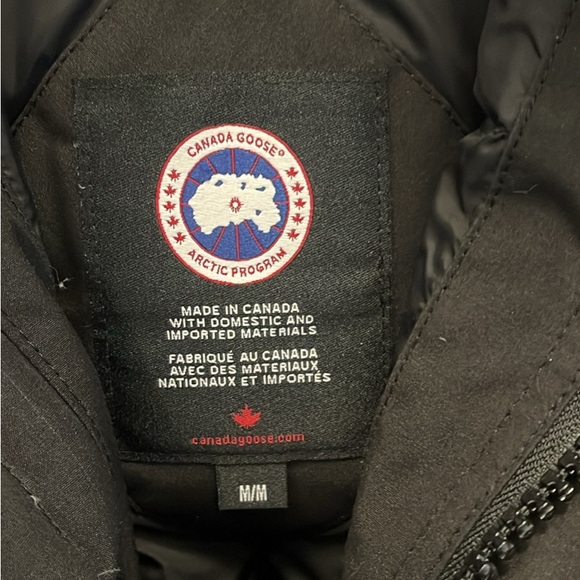 CANADA GOOSE®
ARCTIC PROGRAM
MADE IN CANADA
WITH DOMESTIC AND
IMPORTED MATERIALS
FABRIQUÉ AU CANADA
AVEC DES MATERIAUX
NATIONAUX ET IMPORTÉS
canadagoose.com
M/M